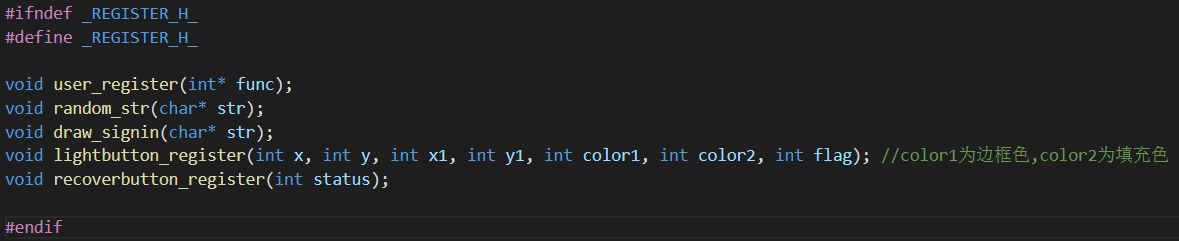 #ifndef _REGISTER_H_
#define _REGISTER_H_
void user_register(int* func);
void random_str(char* str);
void draw_signin(char* str);
void lightbutton_register(int x, int y, int x1, int y1, int color1, int color2, int flag); //color1为边框色,color2为填充色
void recoverbutton_register(int status);
#endif